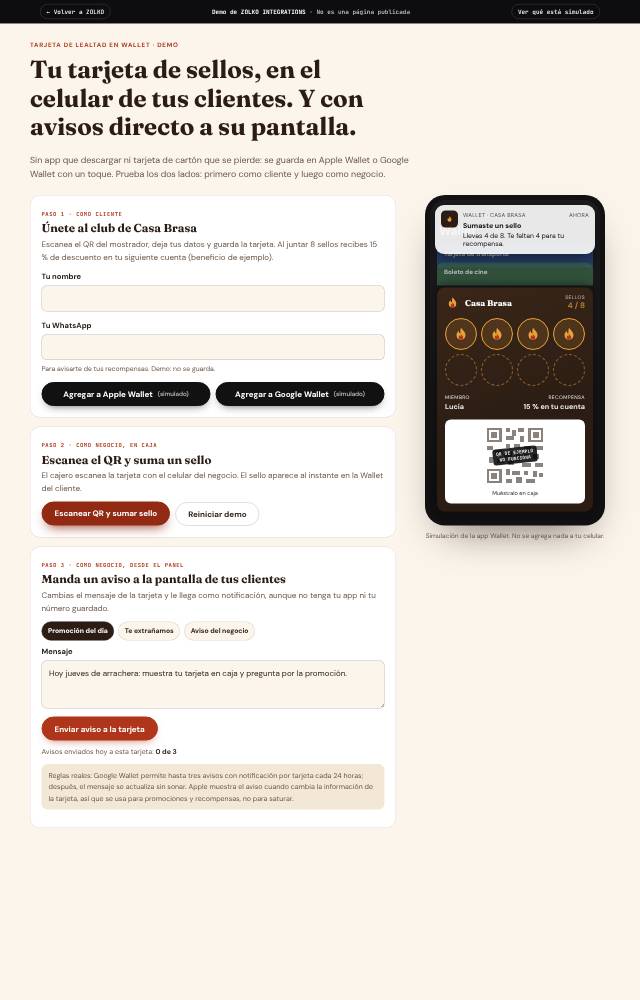 ← Volver a ZOLKO
Demo de ZOLKO INTEGRATIONS · No es una página publicada
Ver qué está simulado
TARJETA DE LEALTAD EN WALLET · DEMO
Tu tarjeta de sellos, en el
celular de tus clientes. Y con
avisos directo a su pantalla.
Sin app que descargar ni tarjeta de cartón que se pierde: se guarda en Apple Wallet o Google
Wallet con un toque. Prueba los dos lados: primero como cliente y luego como negocio.
PASO 1 · COMO CLIENTE
Únete al club de Casa Brasa
Escanea el QR del mostrador, deja tus datos y guarda la tarjeta. Al juntar 8 sellos recibes 15
% de descuento en tu siguiente cuenta (beneficio de ejemplo).
Tu nombre
Tu WhatsApp
Para avisarte de tus recompensas. Demo: no se guarda.
Agregar a Apple Wallet (simulado)
Agregar a Google Wallet (simulado)
PASO 2 · COMO NEGOCIO, EN CAJA
Escanea el QR y suma un sello
El cajero escanea la tarjeta con el celular del negocio. El sello aparece al instante en la Wallet
del cliente.
Escanear QR y sumar sello
Reiniciar demo
PASO 3 · COMO NEGOCIO, DESDE EL PANEL
Manda un aviso a la pantalla de tus clientes
Cambias el mensaje de la tarjeta y le llega como notificación, aunque no tenga tu app ni tu
número guardado.
Promoción del día
Te extrañamos
Aviso del negocio
Mensaje
Hoy jueves de arrachera: muestra tu tarjeta en caja y pregunta por la promoción.
Enviar aviso a la tarjeta
Avisos enviados hoy a esta tarjeta: 0 de 3
Reglas reales: Google Wallet permite hasta tres avisos con notificación por tarjeta cada 24 horas;
después, el mensaje se actualiza sin sonar. Apple muestra el aviso cuando cambia la información de
la tarjeta, así que se usa para promociones y recompensas, no para saturar.
WALLET · CASA BRASA
AHORA
Sumaste un sello
Llevas 4 de 8. Te faltan 4 para tu
recompensa.
Tarjeta de transporte
Boleto de cine
Casa Brasa
SELLOS
4 / 8
MIEMBRO
Lucía
RECOMPENSA
15 % en tu cuenta
QR DE EJEMPLO
NO FUNCIONA
Muéstralo en caja
Simulación de la app Wallet. No se agrega nada a tu celular.